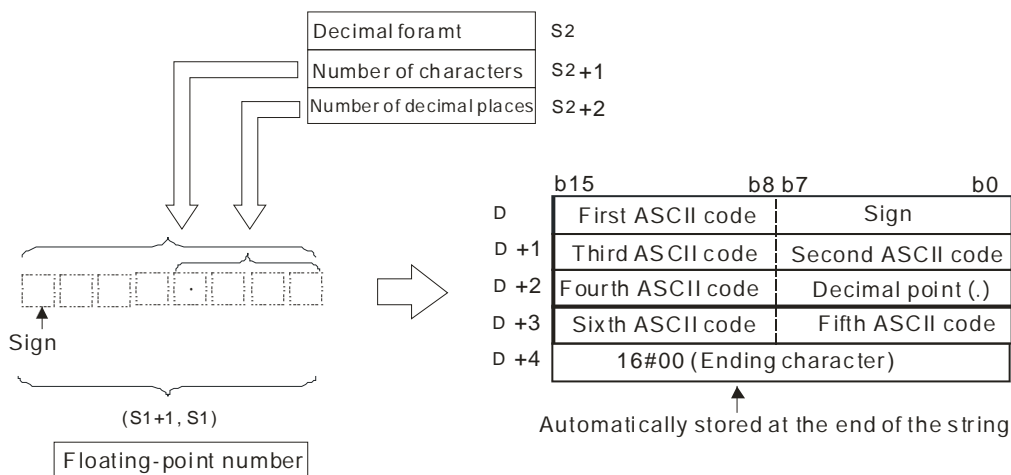 Decimal foramt S2
Number of characters S2+1
Number of decimal places S2+2
b15 b8 b7 b0
D First ASCII code Sign
D +1 Third ASCII code Second ASCII code
D +2 Fourth ASCII code Decimal point (.)
D +3 Sixth ASCII code Fifth ASCII code
D +4 16#00 (Ending character)
Automatically stored at the end of the string
.
Sign
(S1+1, S1)
Floating-point number